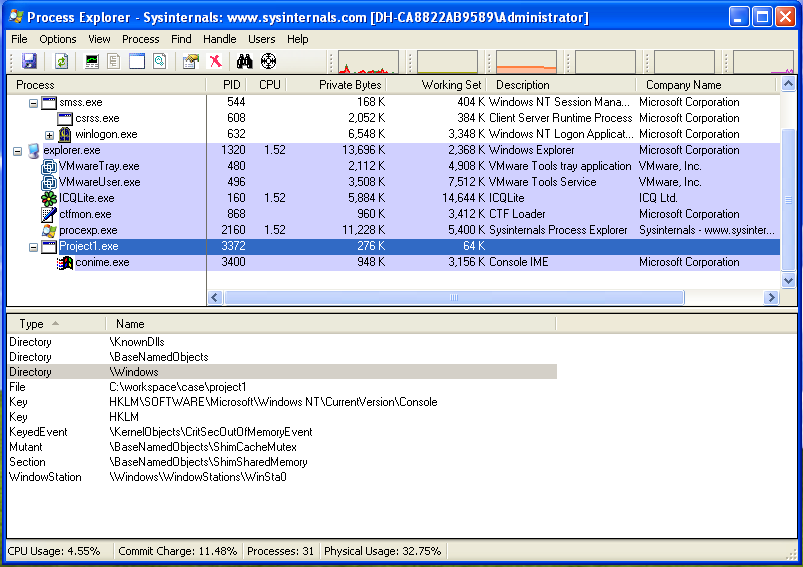 Process Explorer - Sysinternals: www.sysinternals.com [DH-CA8822AB9589\Administrator]
File Options View Process Find Handle Users Help
Process PID CPU Private Bytes Working Set Description Company Name
smss.exe 544 168 K 404 K Windows NT Session Mana... Microsoft Corporation
csrss.exe 608 2,052 K 384 K Client Server Runtime Process Microsoft Corporation
winlogon.exe 632 6,548 K 3,348 K Windows NT Logon Applicat... Microsoft Corporation
explorer.exe 1320 1.52 13,696 K 2,368 K Windows Explorer Microsoft Corporation
VMwareTray.exe 480 2,112 K 4,908 K VMware Tools tray application VMware, Inc.
VMwareUser.exe 496 3,508 K 7,512 K VMware Tools Service VMware, Inc.
ICQLite.exe 160 1.52 5,884 K 14,644 K ICQLite ICQ Ltd.
ctfmon.exe 868 960 K 3,412 K CTF Loader Microsoft Corporation
procexp.exe 2160 1.52 11,228 K 5,400 K Sysinternals Process Explorer Sysinternals - www.sysinter...
Project1.exe 3372 276 K 64 K
conime.exe 3400 948 K 3,156 K Console IME Microsoft Corporation
Type Name
Directory \KnownDlls
Directory \BaseNamedObjects
Directory \Windows
File C:\workspace\case\project1
Key HKLM\SOFTWARE\Microsoft\Windows NT\CurrentVersion\Console
Key HKLM
KeyedEvent \KernelObjects\CritSecOutOfMemoryEvent
Mutant \BaseNamedObjects\ShimCacheMutex
Section \BaseNamedObjects\ShimSharedMemory
WindowStation \Windows\WindowStations\WinSta0
CPU Usage: 4.55% Commit Charge: 11.48% Processes: 31 Physical Usage: 32.75%